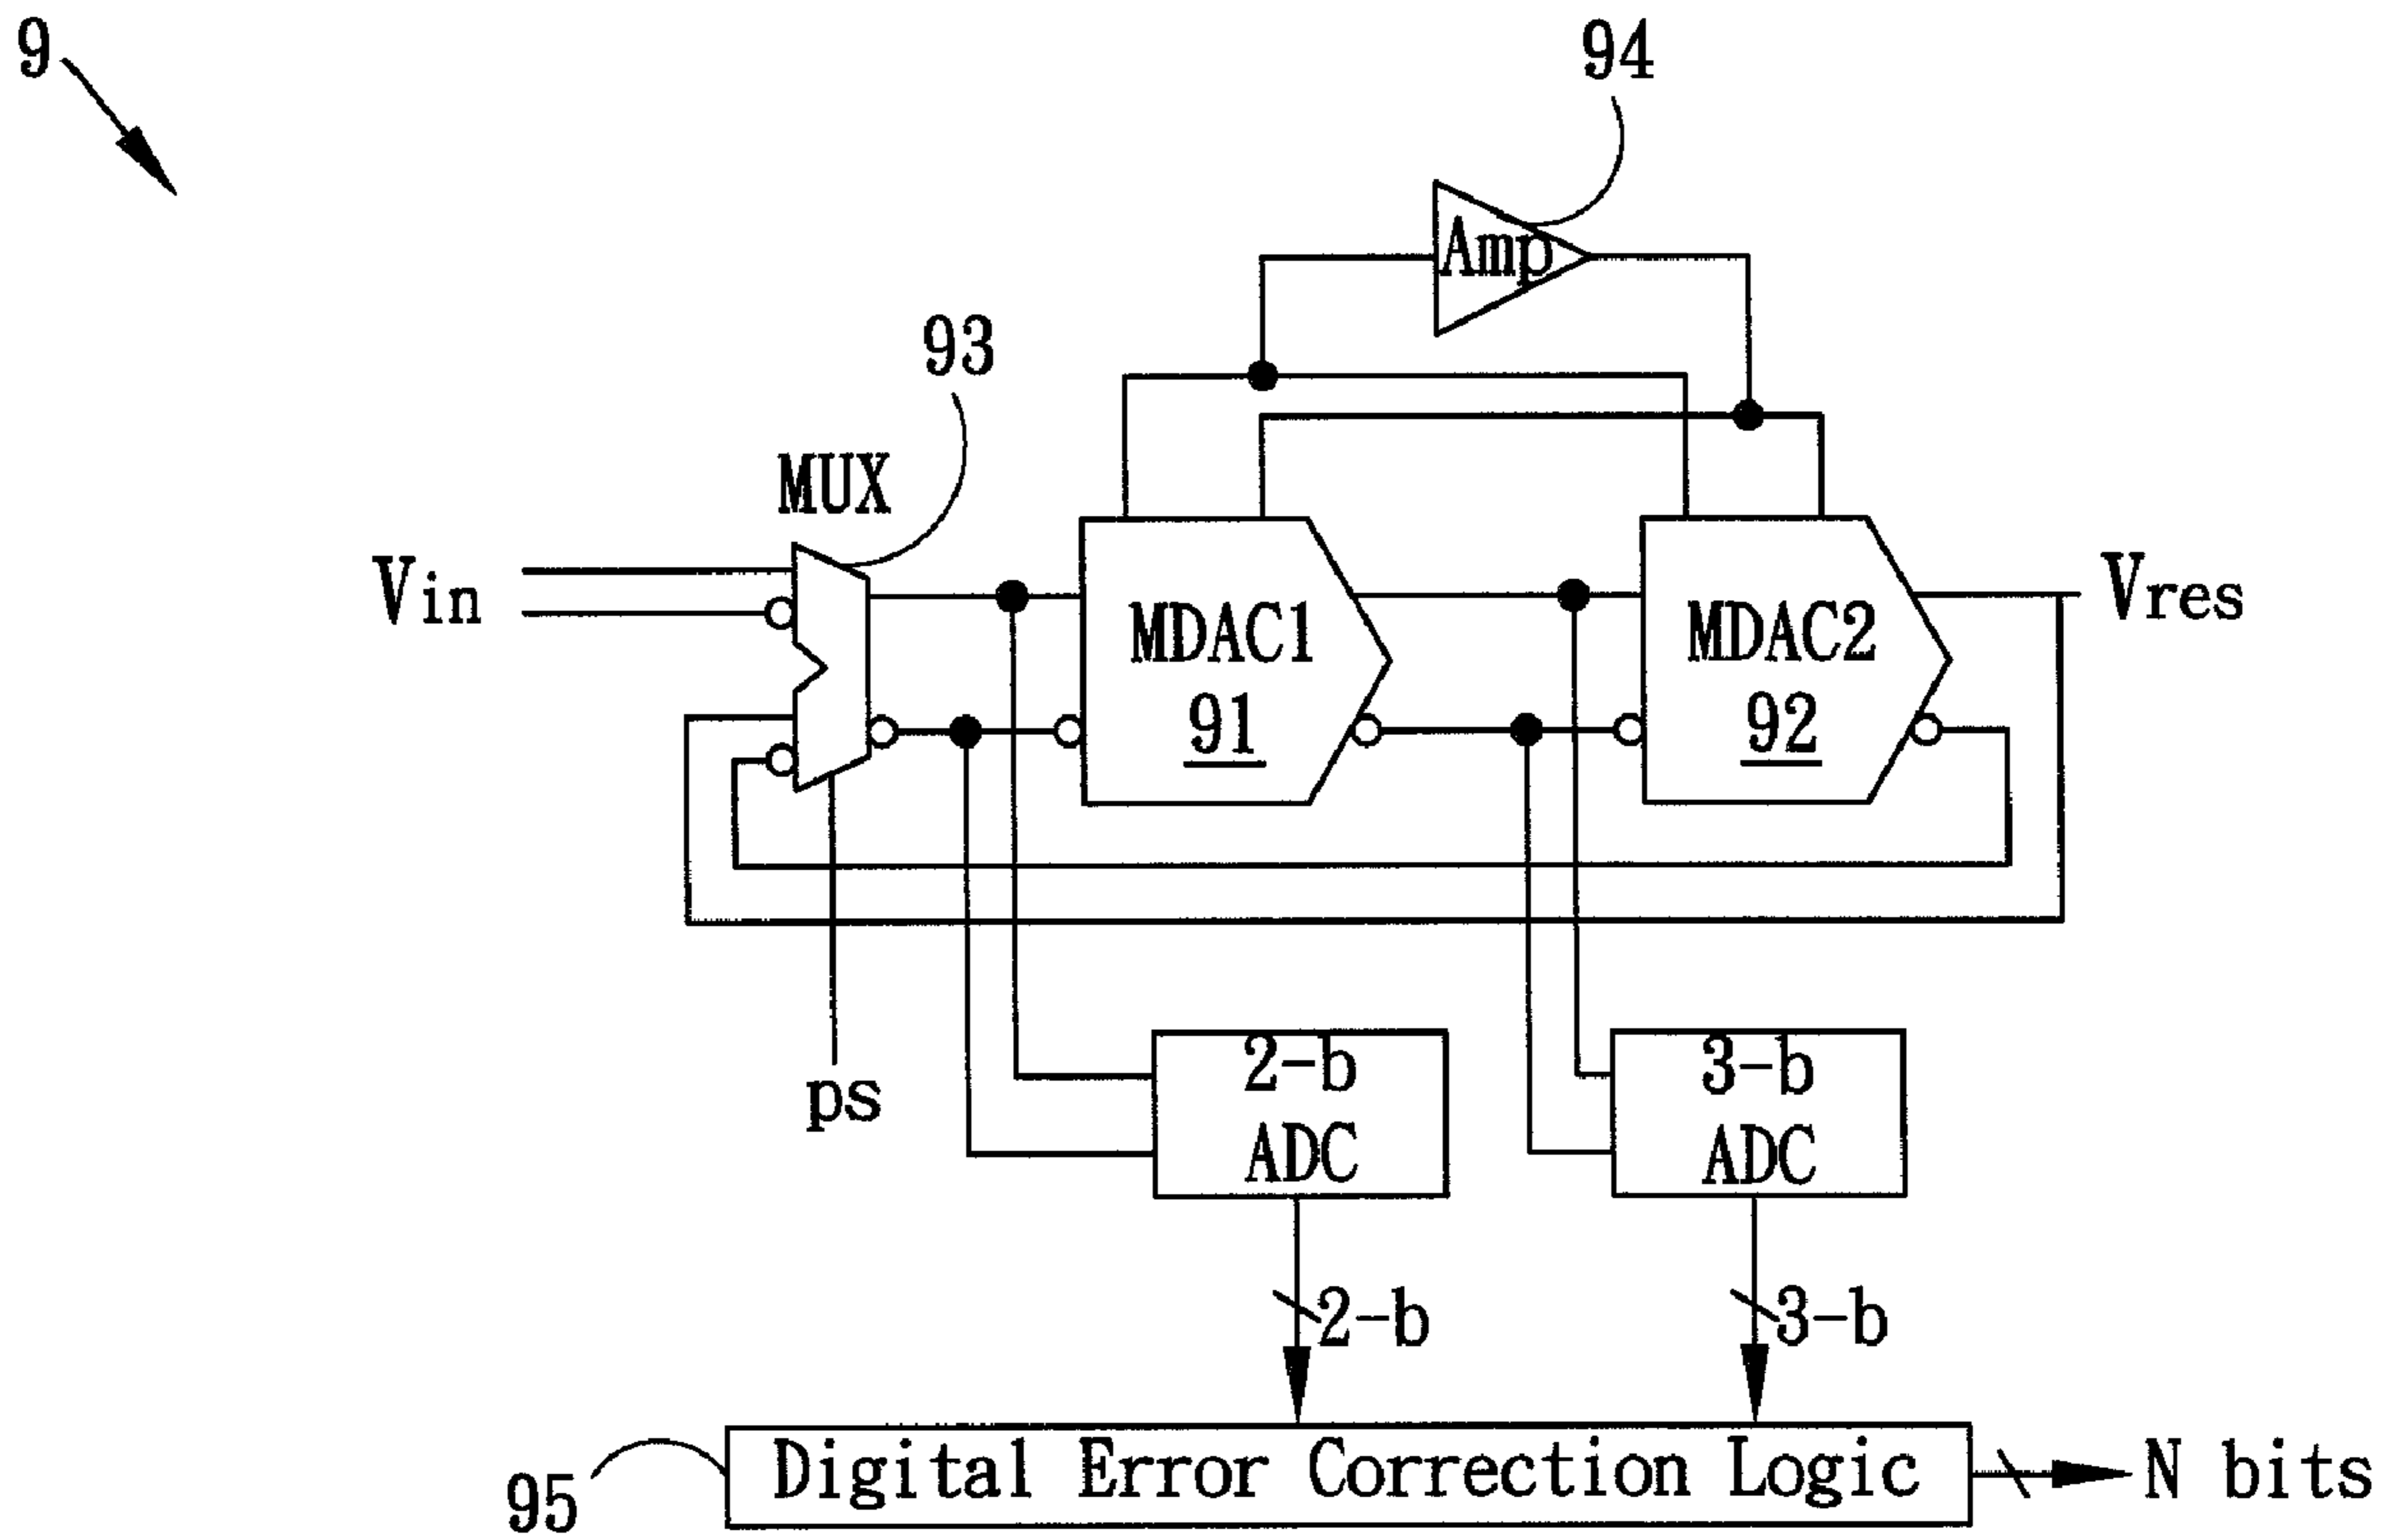 9
94
Amp
93
MUX
Vin
MDAC1
91
MDAC2
92
Vres
ps
2-b
ADC
3-b
ADC
2-b
3-b
95
Digital Error Correction Logic
N bits